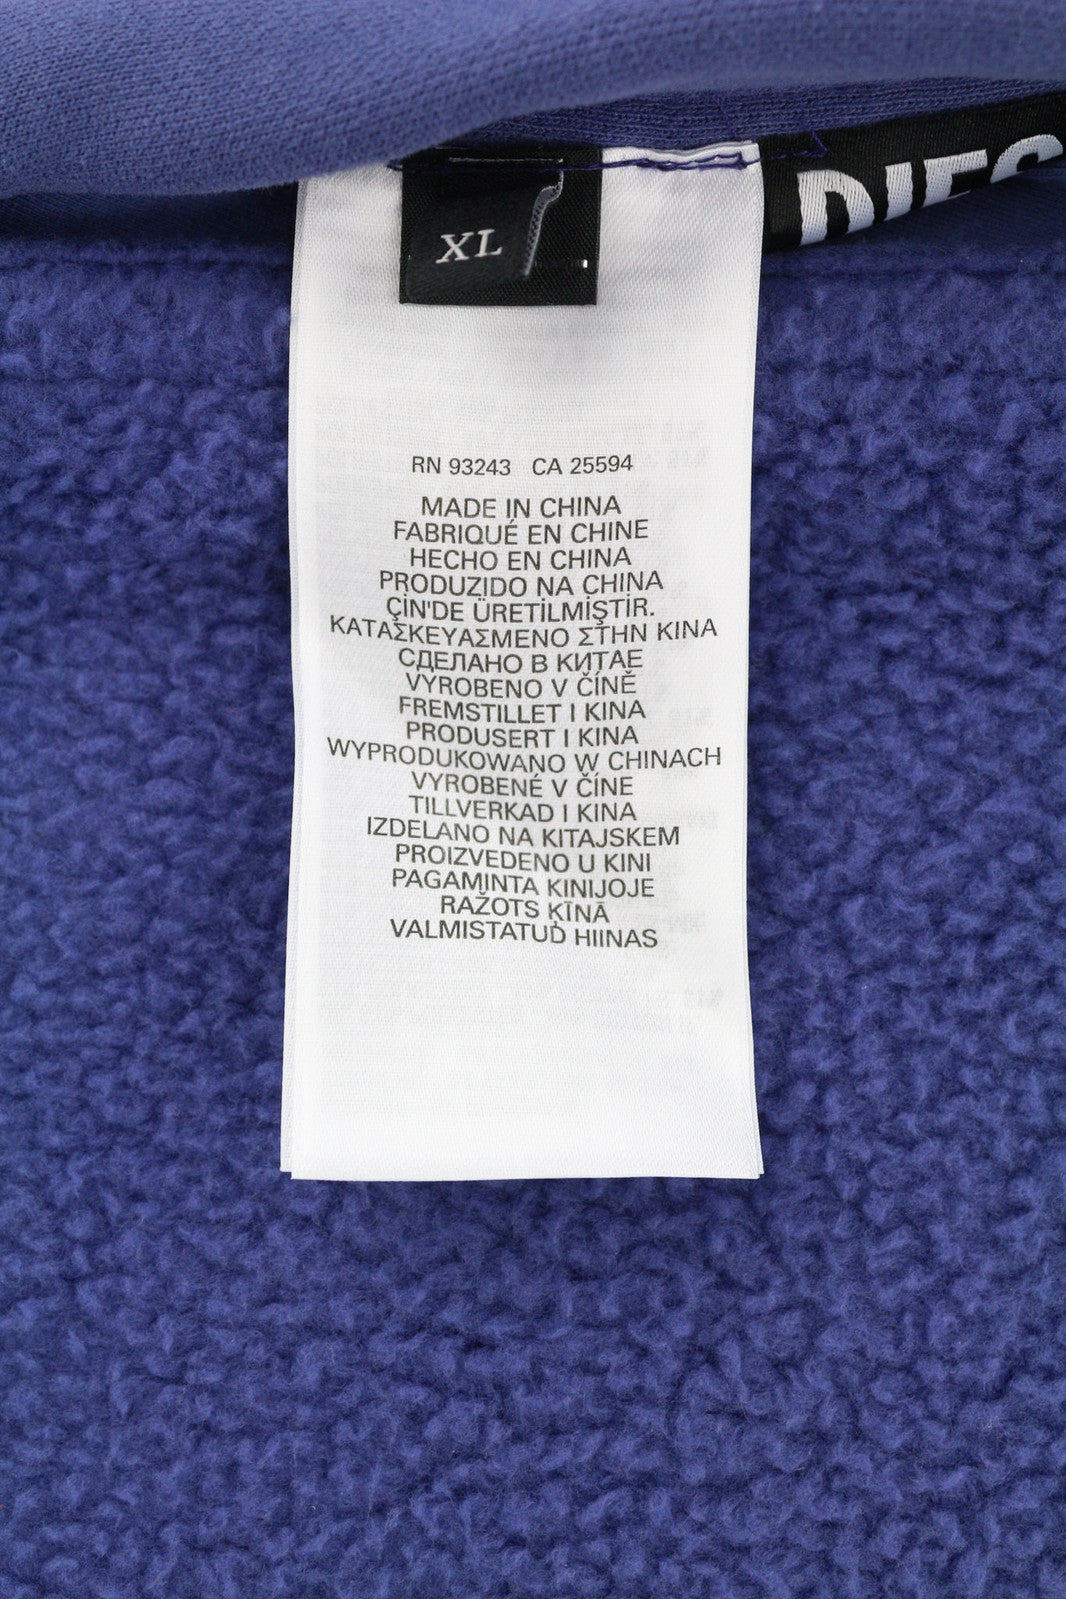 XL
DIES
RN 93243 CA 25594
MADE IN CHINA
FABRIQUÉ EN CHINE
HECHO EN CHINA
PRODUZIDO NA CHINA
ÇİN'DE ÜRETİLMİŞTİR.
ΚΑΤΑΣΚΕΥΑΣΜΕΝΟ ΣΤΗΝ ΚΙΝΑ
СДЕЛАНО В КИТАЕ
VYROBENO V ČÍNĚ
FREMSTILLET I KINA
PRODUSERT I KINA
WYPRODUKOWANO W CHINACH
VYROBENÉ V ČÍNE
TILLVERKAD I KINA
IZDELANO NA KITAJSKEM
PROIZVEDENO U KINI
PAGAMINTA KINIJOJE
RAŽOTS ĶĪNĀ
VALMISTATUD HIINAS